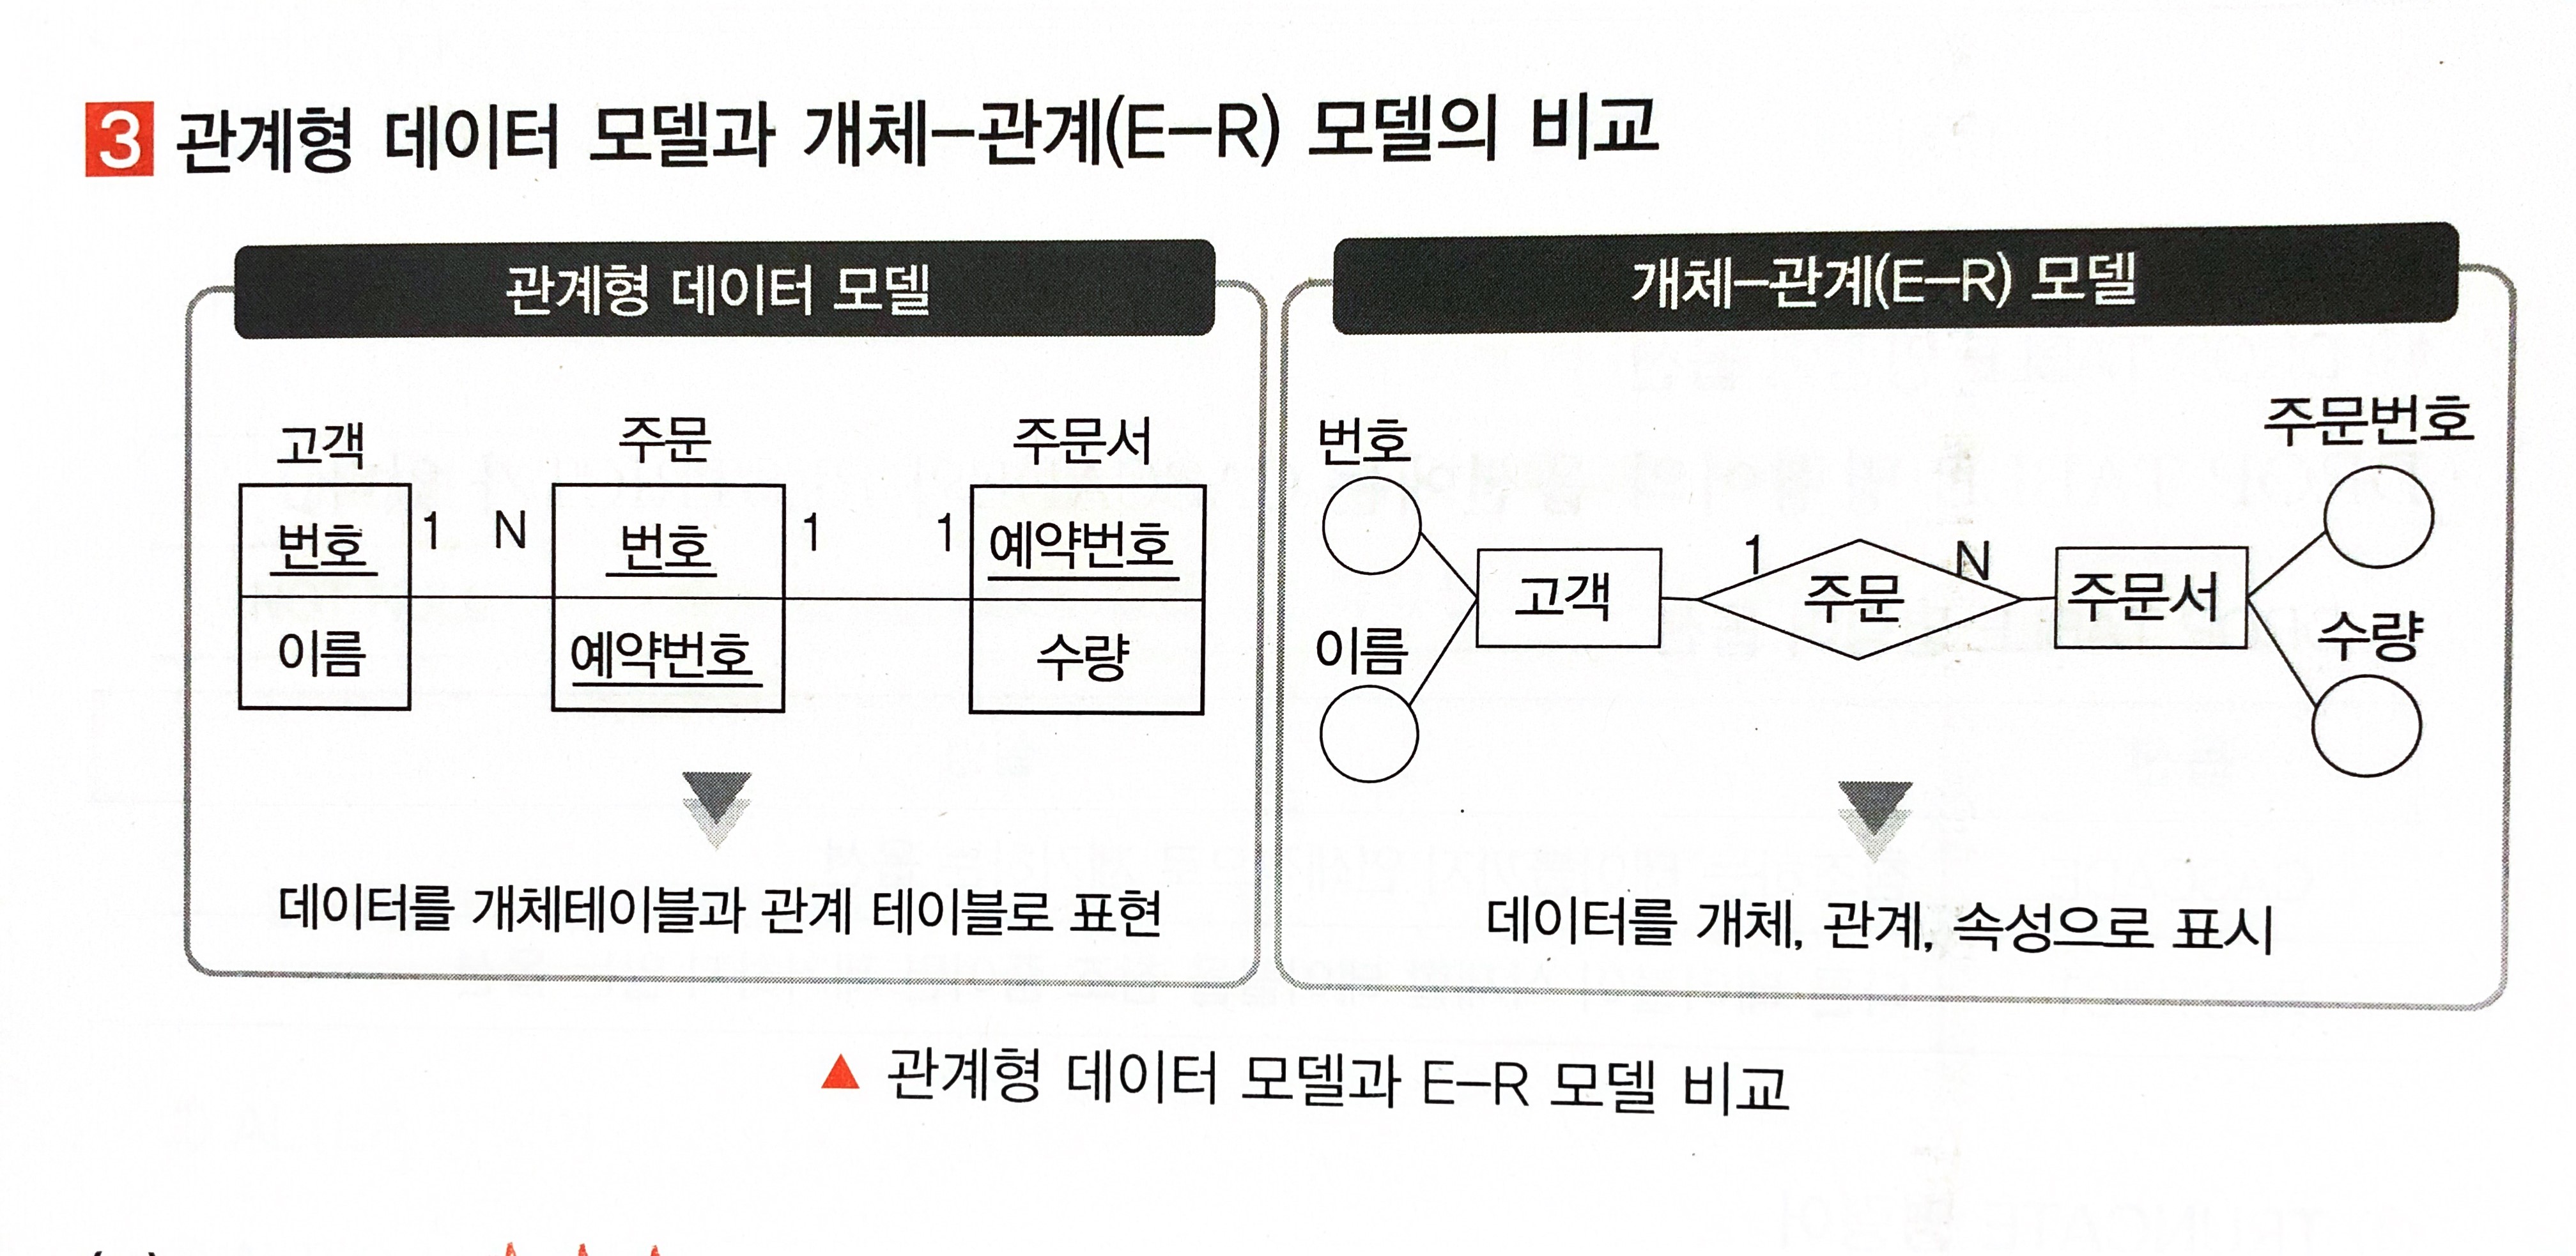 3 관계형 데이터 모델과 개체-관계(E-R) 모델의 비교
관계형 데이터 모델
고객 주문 주문서
번호 1 N 번호 1 1 예약번호
이름 예약번호 수량
데이터를 개체테이블과 관계 테이블로 표현
개체-관계(E-R) 모델
번호 주문번호
고객 1 주문 N 주문서
이름 수량
데이터를 개체, 관계, 속성으로 표시
▲ 관계형 데이터 모델과 E-R 모델 비교